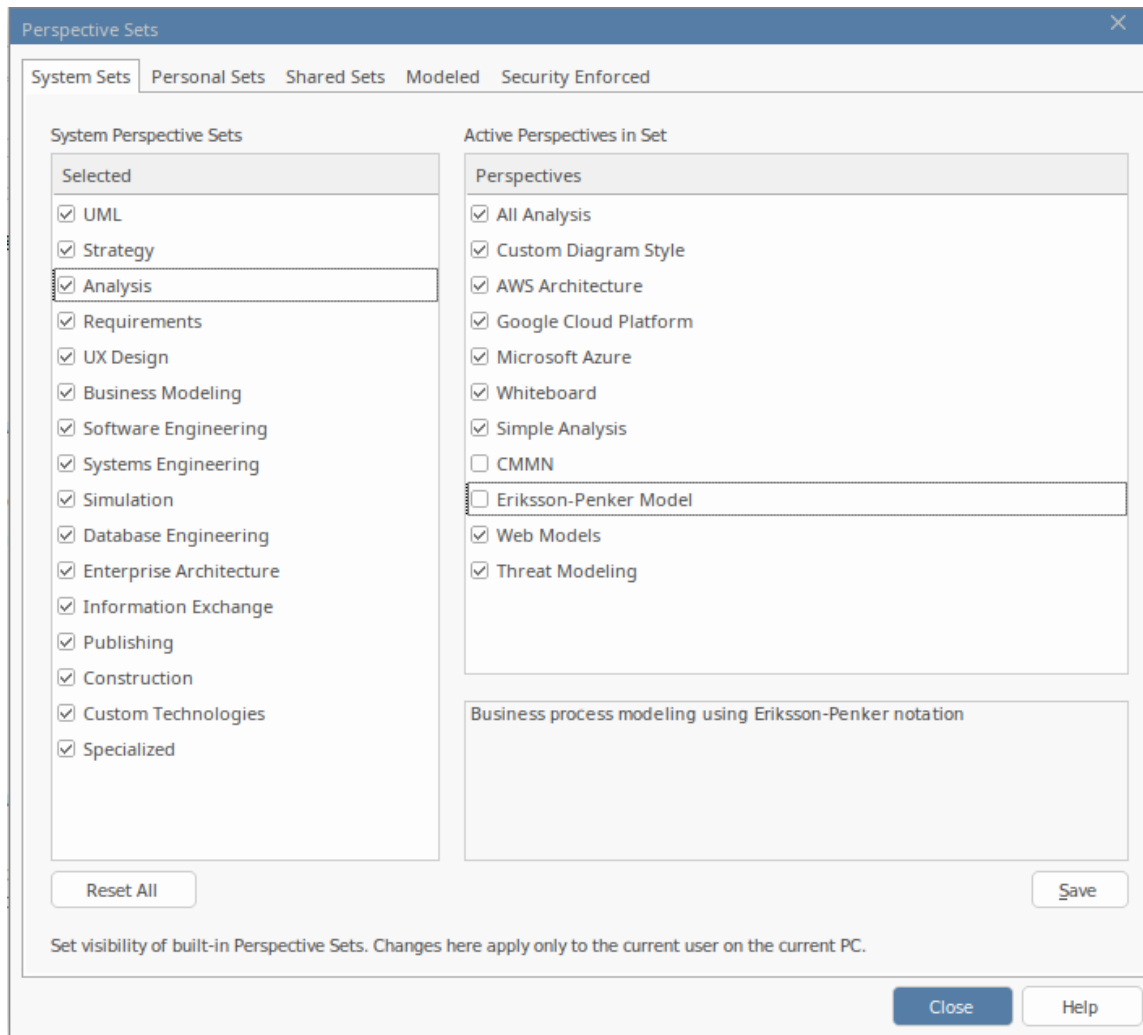 Perspective Sets
System Sets Personal Sets Shared Sets Modeled Security Enforced
System Perspective Sets
Selected
UML
Strategy
Analysis
Requirements
UX Design
Business Modeling
Software Engineering
Systems Engineering
Simulation
Database Engineering
Enterprise Architecture
Information Exchange
Publishing
Construction
Custom Technologies
Specialized
Active Perspectives in Set
Perspectives
All Analysis
Custom Diagram Style
AWS Architecture
Google Cloud Platform
Microsoft Azure
Whiteboard
Simple Analysis
CMMN
Eriksson-Penker Model
Web Models
Threat Modeling
Business process modeling using Eriksson-Penker notation
Reset All
Save
Set visibility of built-in Perspective Sets. Changes here apply only to the current user on the current PC.
Close
Help